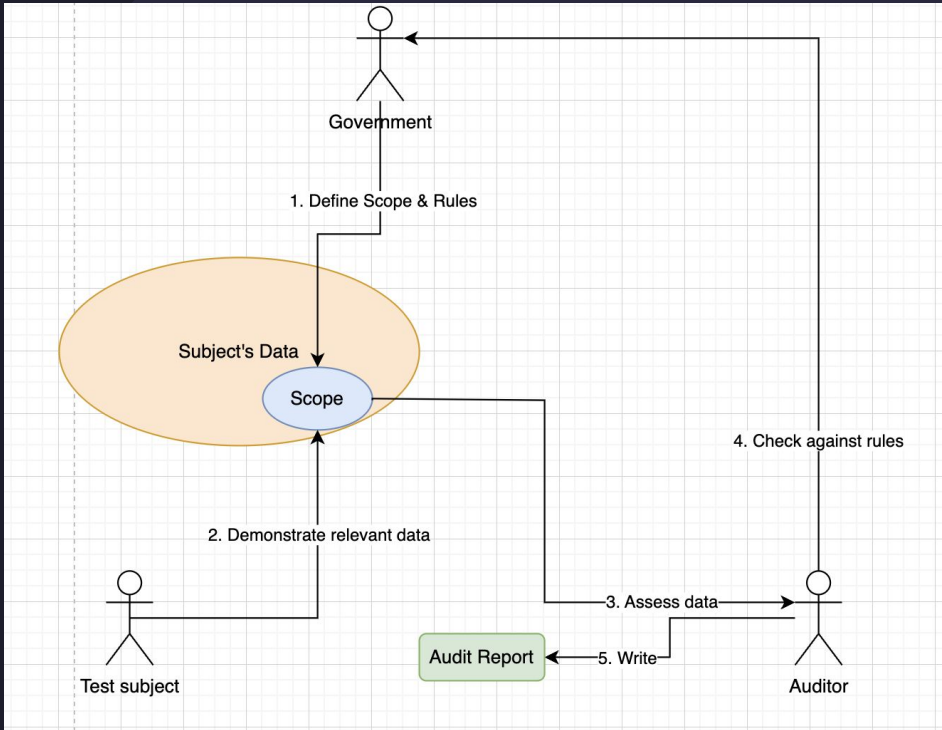 Government
1. Define Scope & Rules
Subject's Data
Scope
4. Check against rules
2. Demonstrate relevant data
3. Assess data
Audit Report
5. Write
Test subject
Auditor